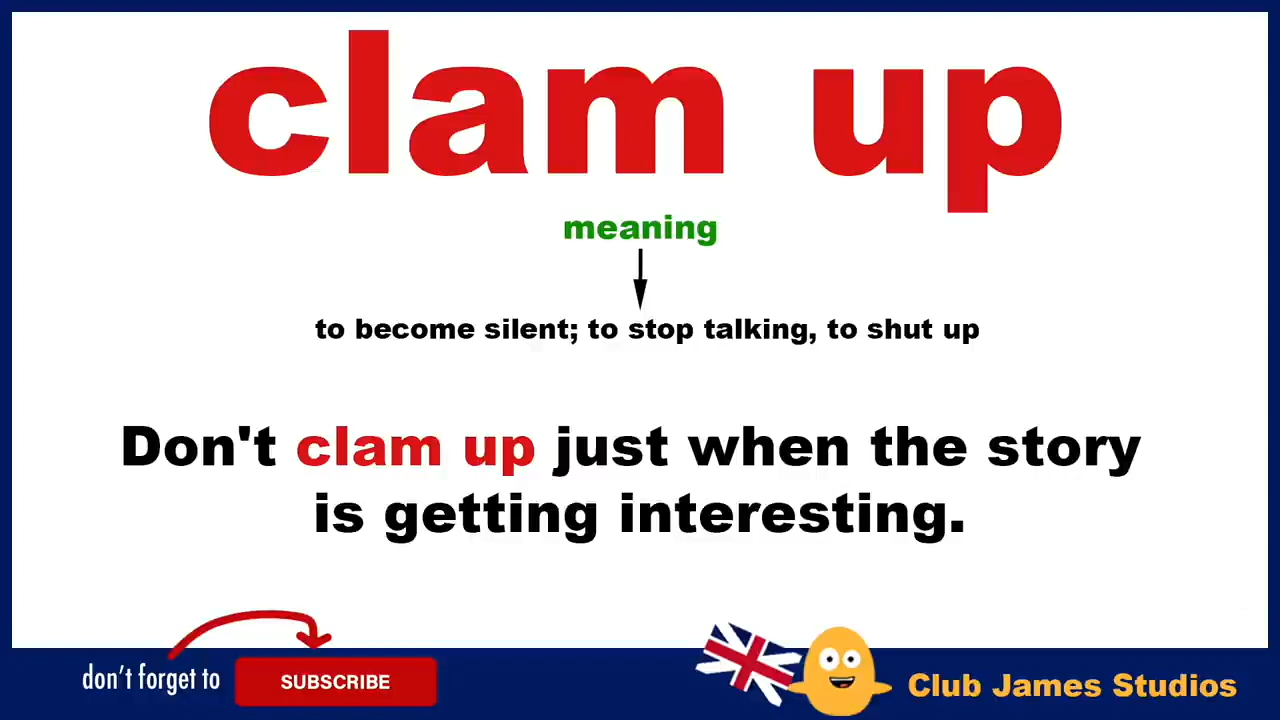 clam up
meaning
to become silent; to stop talking, to shut up
Don't clam up just when the story
is getting interesting.
don't forget to
SUBSCRIBE
Club James Studios